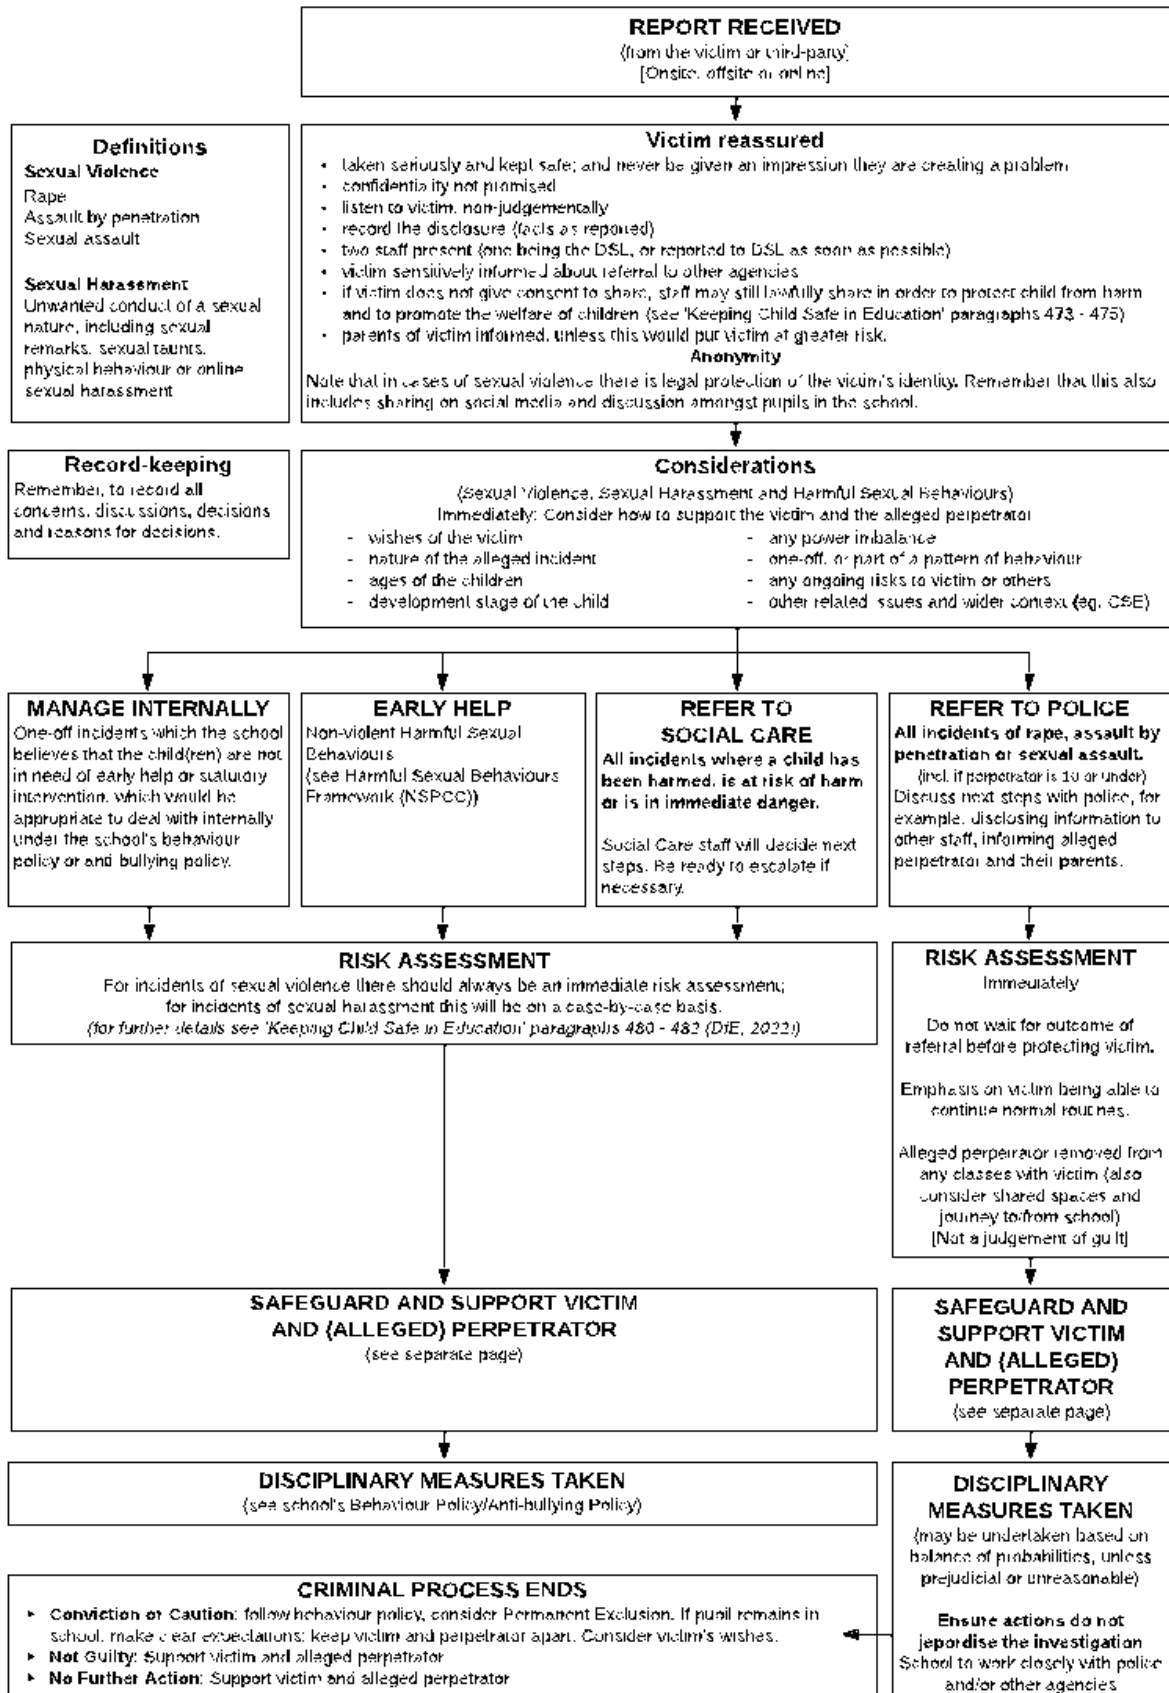 REPORT RECEIVED
(from the victim or third-party)
[Onsite, offsite or online]
Definitions
Sexual Violence
Rape
Assault by penetration
Sexual assault
Sexual Harassment
Unwanted conduct of a sexual
nature, including sexual
remarks, sexual taunts,
physical behaviour or online
sexual harassment
Victim reassured
- taken seriously and kept safe; and never be given an impression they are creating a problem
- confidentiality not promised
- listen to victim, non-judgementally
- record the disclosure (facts as reported)
- two staff present (one being the DSL, or reported to DSL as soon as possible)
- victim sensitively informed about referral to other agencies
- if victim does not give consent to share, staff may still lawfully share in order to protect child from harm
and to promote the welfare of children (see 'Keeping Child Safe in Education' paragraphs 473 - 475)
- parents of victim informed, unless this would put victim at greater risk.
Anonymity
Note that in cases of sexual violence there is legal protection of the victim's identity. Remember that this also
includes sharing on social media and discussion amongst pupils in the school.
Record-keeping
Remember, to record all
concerns, discussions, decisions
and reasons for decisions.
Considerations
(Sexual Violence, Sexual Harassment and Harmful Sexual Behaviours)
Immediately: Consider how to support the victim and the alleged perpetrator
- wishes of the victim
- nature of the alleged incident
- ages of the children
- development stage of the child
- any power imbalance
- one-off, or part of a pattern of behaviour
- any ongoing risks to victim or others
- other related issues and wider context (eg. CSE)
MANAGE INTERNALLY
One-off incidents which the school
believes that the child(ren) are not
in need of early help or statutory
intervention, which would be
appropriate to deal with internally
under the school's behaviour
policy or anti bullying policy.
EARLY HELP
Non-violent Harmful Sexual
Behaviours
(see Harmful Sexual Behaviours
Framework (NSPCC))
REFER TO
SOCIAL CARE
All incidents where a child has
been harmed, is at risk of harm
or is in immediate danger.
Social Care staff will decide next
steps. Be ready to escalate if
necessary.
REFER TO POLICE
All incidents of rape, assault by
penetration or sexual assault.
(incl. if perpetrator is 10 or under)
Discuss next steps with police, for
example, disclosing information to
other staff, informing alleged
perpetrator and their parents.
RISK ASSESSMENT
For incidents of sexual violence there should always be an immediate risk assessment;
for incidents of sexual harassment this will be on a case-by-case basis.
(for further details see 'Keeping Child Safe in Education' paragraphs 480 - 482 (DfE, 2022))
RISK ASSESSMENT
Immediately
Do not wait for outcome of
referral before protecting victim.
Emphasis on victim being able to
continue normal routines.
Alleged perpetrator removed from
any classes with victim (also
consider shared spaces and
journey to/from school)
[Not a judgement of guilt]
SAFEGUARD AND SUPPORT VICTIM
AND (ALLEGED) PERPETRATOR
(see separate page)
SAFEGUARD AND
SUPPORT VICTIM
AND (ALLEGED)
PERPETRATOR
(see separate page)
DISCIPLINARY MEASURES TAKEN
(see school's Behaviour Policy/Anti-bullying Policy)
DISCIPLINARY
MEASURES TAKEN
(may be undertaken based on
balance of probabilities, unless
prejudicial or unreasonable)
Ensure actions do not
jepordise the investigation
School to work closely with police
and/or other agencies
CRIMINAL PROCESS ENDS
▸ Conviction or Caution: follow behaviour policy, consider Permanent Exclusion. If pupil remains in
school, make clear expectations; keep victim and perpetrator apart. Consider victim's wishes.
▸ Not Guilty: Support victim and alleged perpetrator
▸ No Further Action: Support victim and alleged perpetrator